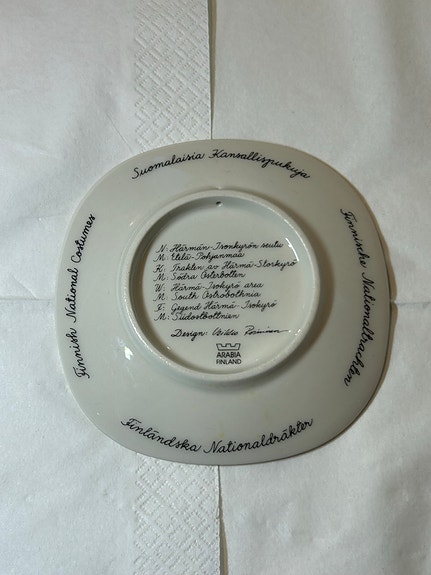 Suomalaisia Kansallispukuja
Finnische Nationaltrachten
Finländska Nationaldräkter
Finnish National Costumes
N: Härmän-Isonkyrön seutu
M: Etelä-Pohjanmaa
K: Trakten av Härmä-Storkyrö
M: Södra Österbotten
W: Härmä-Isokyrö area
M: South Ostrobothnia
F: Gegend Härmä-Isokyrö
M: Südostbottnien
Design:
ARABIA
FINLAND